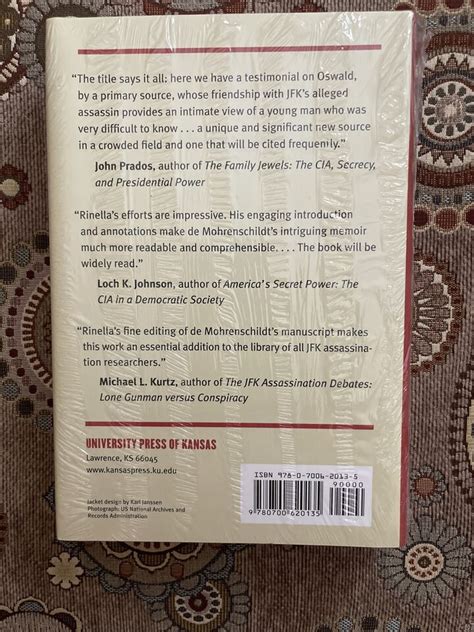 “The title says it all: here we have a testimonial on Oswald,
by a primary source, whose friendship with JFK’s alleged
assassin provides an intimate view of a young man who was
very difficult to know . . . a unique and significant new source
in a crowded field and one that will be cited frequently.”
John Prados, author of The Family Jewels: The CIA, Secrecy,
and Presidential Power
“Rinella’s efforts are impressive. His engaging introduction
and annotations make de Mohrenschildt’s intriguing memoir
much more readable and comprehensible. . . . The book will be
widely read.”
Loch K. Johnson, author of America’s Secret Power: The
CIA in a Democratic Society
“Rinella’s fine editing of de Mohrenschildt’s manuscript makes
this work an essential addition to the library of all JFK assassina-
tion researchers.”
Michael L. Kurtz, author of The JFK Assassination Debates:
Lone Gunman versus Conspiracy
UNIVERSITY PRESS OF KANSAS
Lawrence, KS 66045
www.kansaspress.ku.edu
Jacket design by Karl Janssen
Photograph: US National Archives and
Records Administration
ISBN 978-0-7006-2013-5
90000
9 780700 620135